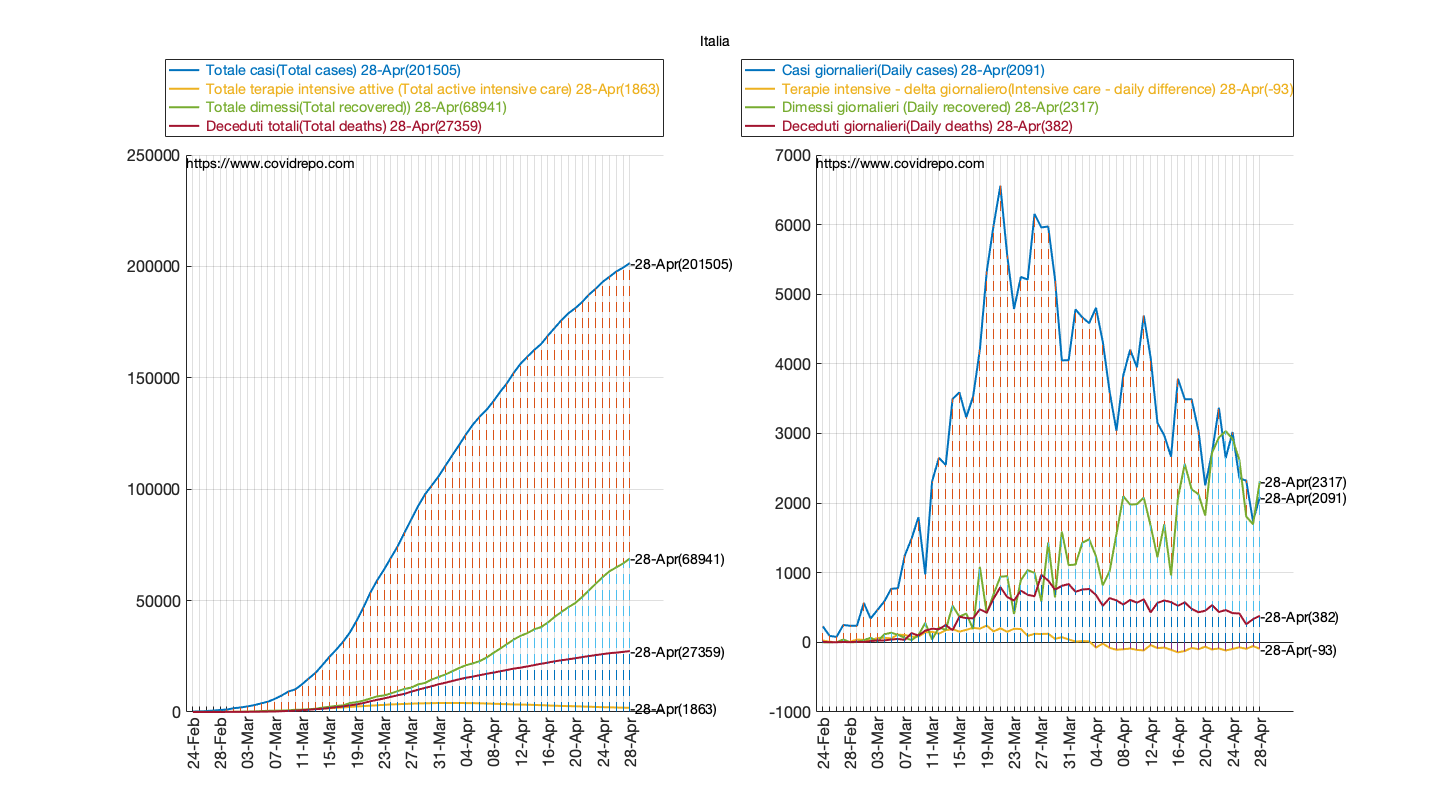 Italia
Totale casi(Total cases) 28-Apr(201505)
Totale terapie intensive attive (Total active intensive care) 28-Apr(1863)
Totale dimessi(Total recovered)) 28-Apr(68941)
Deceduti totali(Total deaths) 28-Apr(27359)
250000
https://www.covidrepo.com
200000
150000
100000
50000
0
-28-Apr(201505)
-28-Apr(68941)
-28-Apr(27359)
-28-Apr(1863)
24-Feb
28-Feb
03-Mar
07-Mar
11-Mar
15-Mar
19-Mar
23-Mar
27-Mar
31-Mar
04-Apr
08-Apr
12-Apr
16-Apr
20-Apr
24-Apr
28-Apr
Casi giornalieri(Daily cases) 28-Apr(2091)
Terapie intensive - delta giornaliero(Intensive care - daily difference) 28-Apr(-93)
Dimessi giornalieri (Daily recovered) 28-Apr(2317)
Deceduti giornalieri(Daily deaths) 28-Apr(382)
7000
https://www.covidrepo.com
6000
5000
4000
3000
2000
1000
0
-1000
-28-Apr(2317)
-28-Apr(2091)
-28-Apr(382)
-28-Apr(-93)
24-Feb
28-Feb
03-Mar
07-Mar
11-Mar
15-Mar
19-Mar
23-Mar
27-Mar
31-Mar
04-Apr
08-Apr
12-Apr
16-Apr
20-Apr
24-Apr
28-Apr